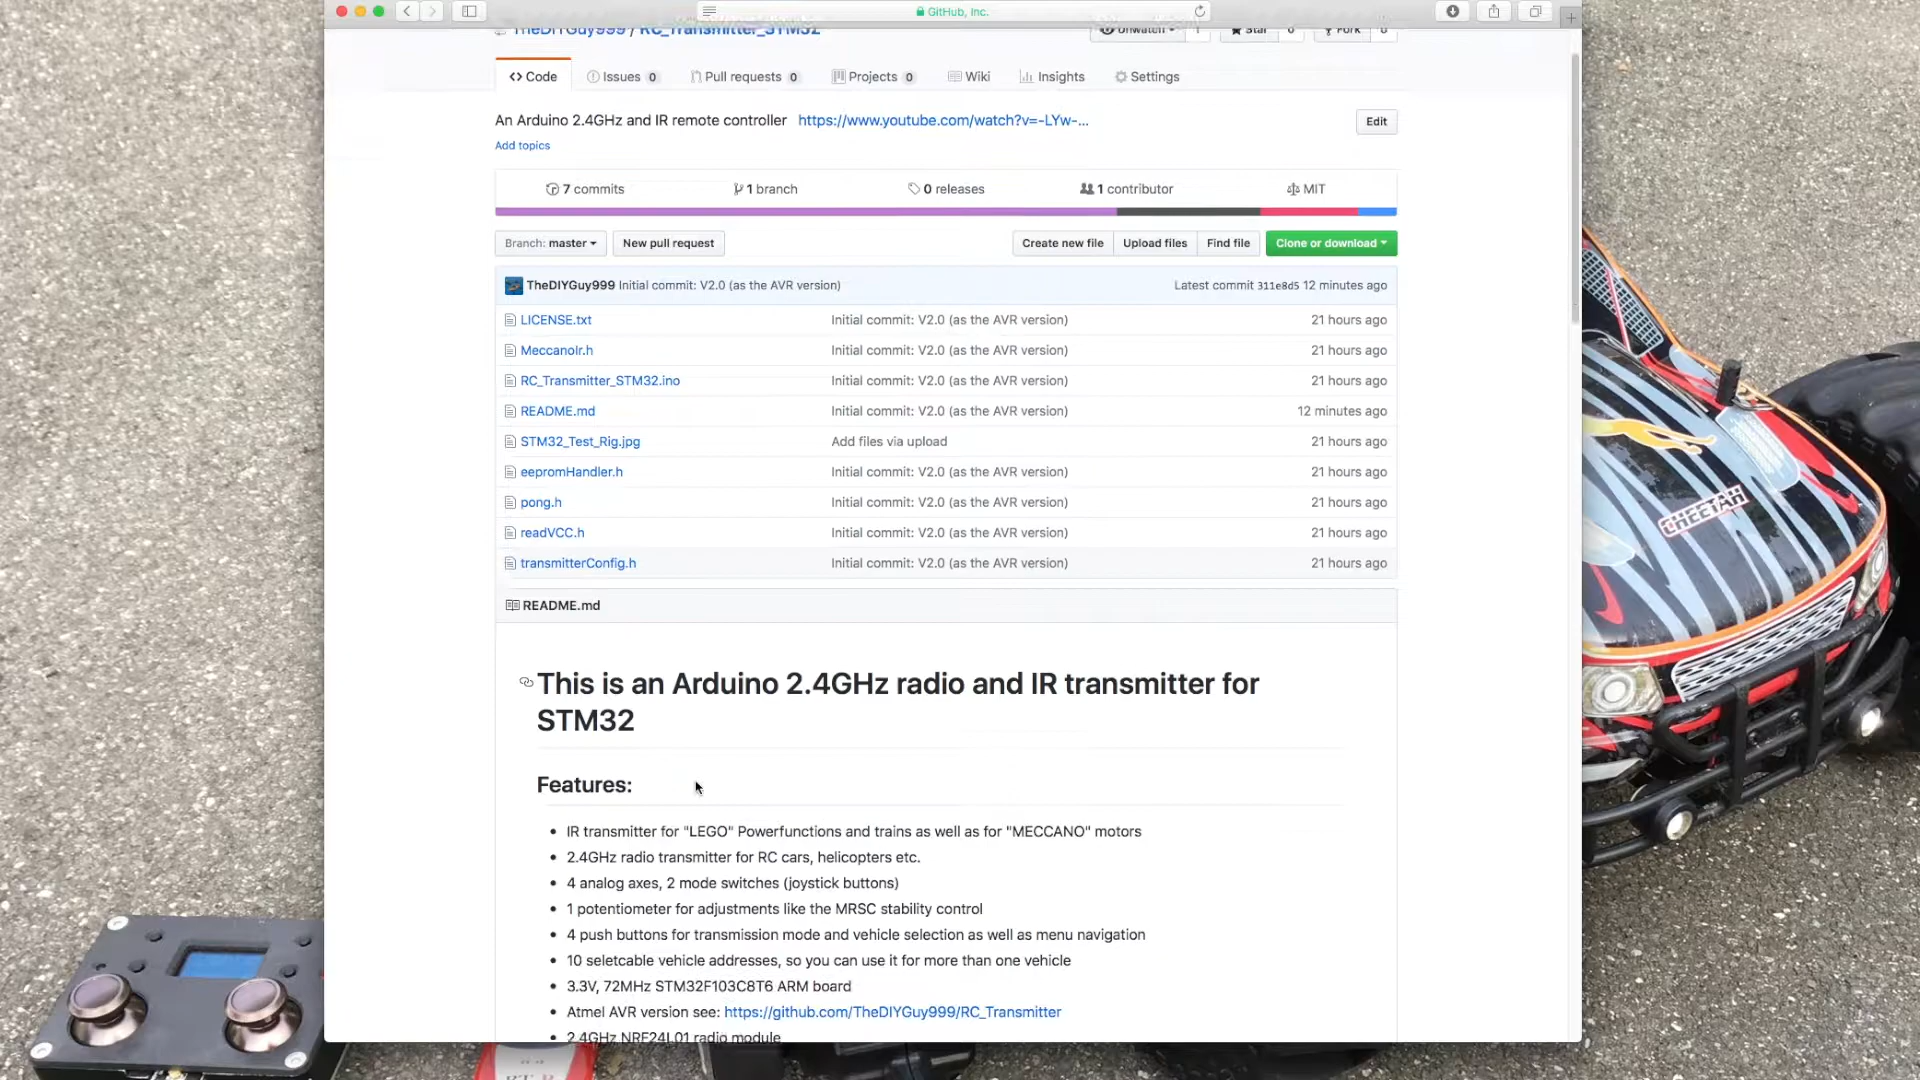 GitHub, Inc.
TheDIYGuy999 / RC_Transmitter_STM32
Unwatch 1 Star 0 Fork 0
Code Issues 0 Pull requests 0 Projects 0 Wiki Insights Settings
An Arduino 2.4GHz and IR remote controller https://www.youtube.com/watch?v=-LYw-... Edit
Add topics
7 commits 1 branch 0 releases 1 contributor MIT
Branch: master New pull request Create new file Upload files Find file Clone or download
TheDIYGuy999 Initial commit: V2.0 (as the AVR version) Latest commit 311e8d5 12 minutes ago
LICENSE.txt Initial commit: V2.0 (as the AVR version) 21 hours ago
MeccanoIr.h Initial commit: V2.0 (as the AVR version) 21 hours ago
RC_Transmitter_STM32.ino Initial commit: V2.0 (as the AVR version) 21 hours ago
README.md Initial commit: V2.0 (as the AVR version) 12 minutes ago
STM32_Test_Rig.jpg Add files via upload 21 hours ago
eepromHandler.h Initial commit: V2.0 (as the AVR version) 21 hours ago
pong.h Initial commit: V2.0 (as the AVR version) 21 hours ago
readVCC.h Initial commit: V2.0 (as the AVR version) 21 hours ago
transmitterConfig.h Initial commit: V2.0 (as the AVR version) 21 hours ago
README.md
This is an Arduino 2.4GHz radio and IR transmitter for
STM32
Features:
• IR transmitter for "LEGO" Powerfunctions and trains as well as for "MECCANO" motors
• 2.4GHz radio transmitter for RC cars, helicopters etc.
• 4 analog axes, 2 mode switches (joystick buttons)
• 1 potentiometer for adjustments like the MRSC stability control
• 4 push buttons for transmission mode and vehicle selection as well as menu navigation
• 10 seletcable vehicle addresses, so you can use it for more than one vehicle
• 3.3V, 72MHz STM32F103C8T6 ARM board
• Atmel AVR version see: https://github.com/TheDIYGuy999/RC_Transmitter
• 2.4GHz NRF24L01 radio module
CHEETAH